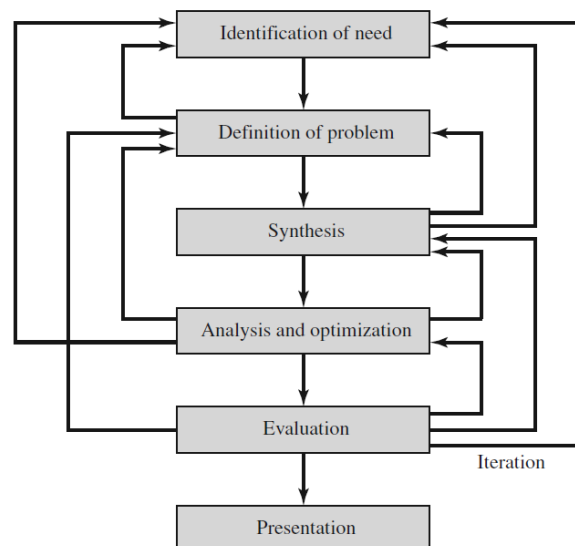 Identification of need
Definition of problem
Synthesis
Analysis and optimization
Evaluation
Iteration
Presentation